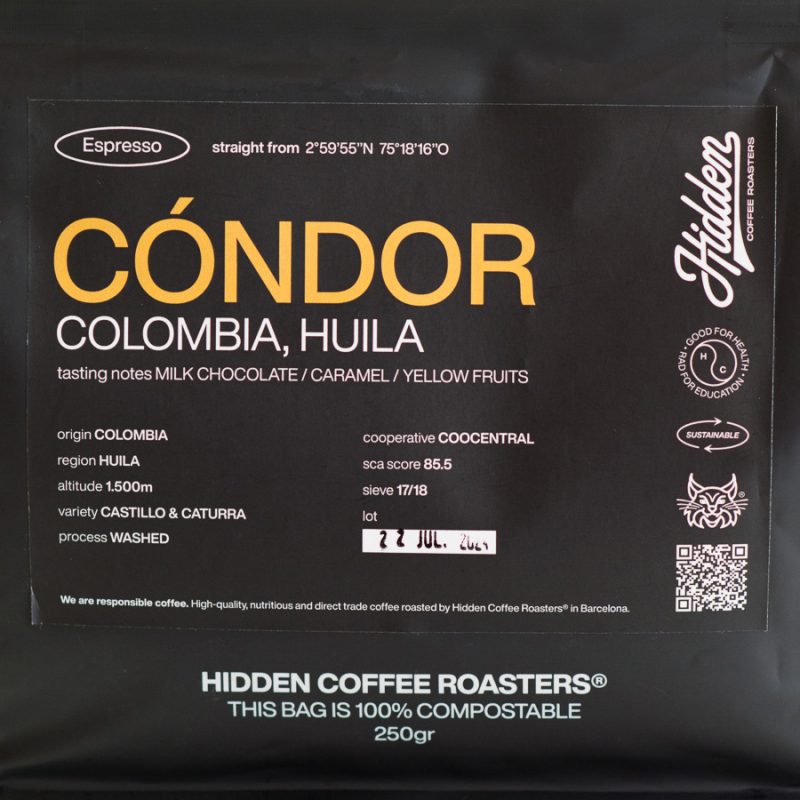 Espresso
straight from 2°59'55"N 75°18'16"O
CÓNDOR
COLOMBIA, HUILA
tasting notes MILK CHOCOLATE / CARAMEL / YELLOW FRUITS
origin COLOMBIA
region HUILA
altitude 1.500m
variety CASTILLO & CATURRA
process WASHED
cooperative COOCENTRAL
sca score 85.5
sieve 17/18
lot
22 JUL. 2024
We are responsible coffee. High-quality, nutritious and direct trade coffee roasted by Hidden Coffee Roasters® in Barcelona.
Hidden
COFFEE ROASTERS
GOOD FOR HEALTH
RAD FOR EDUCATION
H
C
SUSTAINABLE
®
HIDDEN COFFEE ROASTERS®
THIS BAG IS 100% COMPOSTABLE
250gr